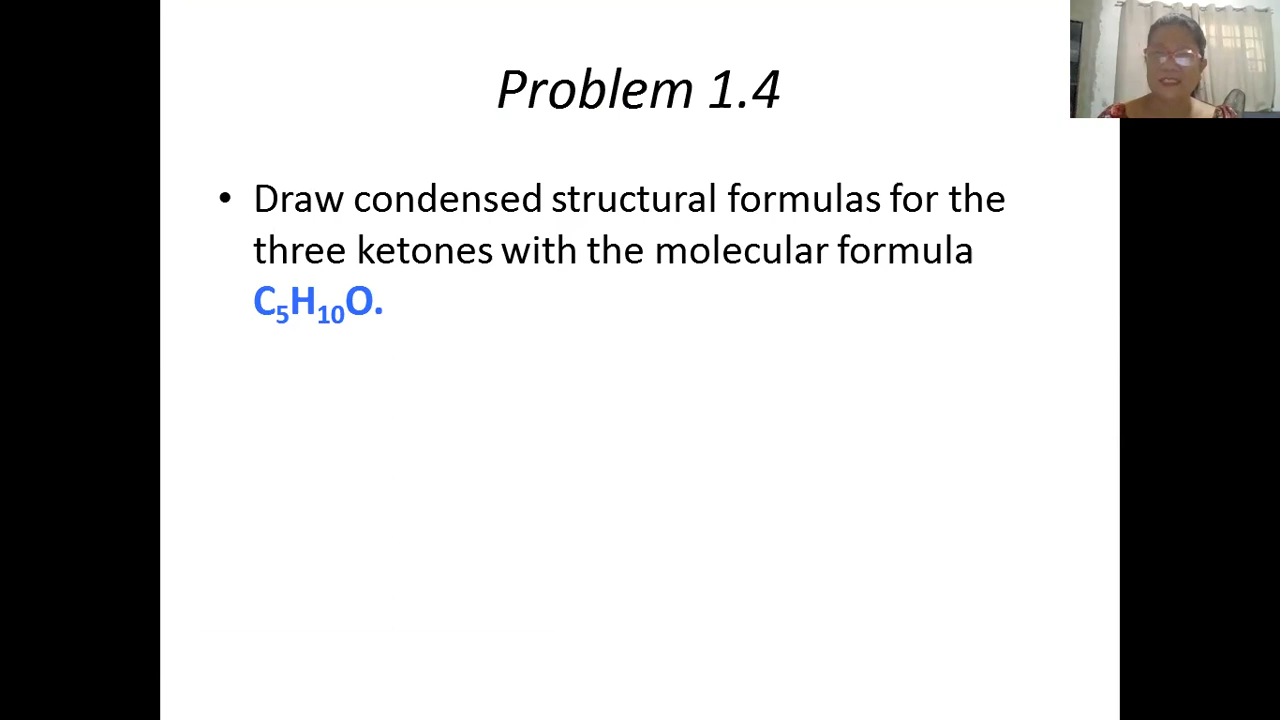 Problem 1.4
• Draw condensed structural formulas for the
three ketones with the molecular formula
C₅H₁₀O.